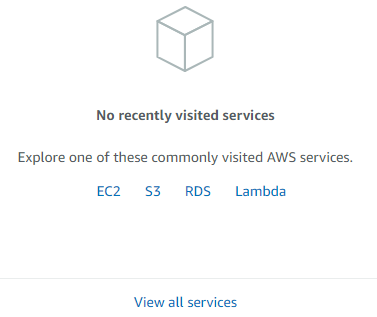 No recently visited services
Explore one of these commonly visited AWS services.
EC2 S3 RDS Lambda
View all services